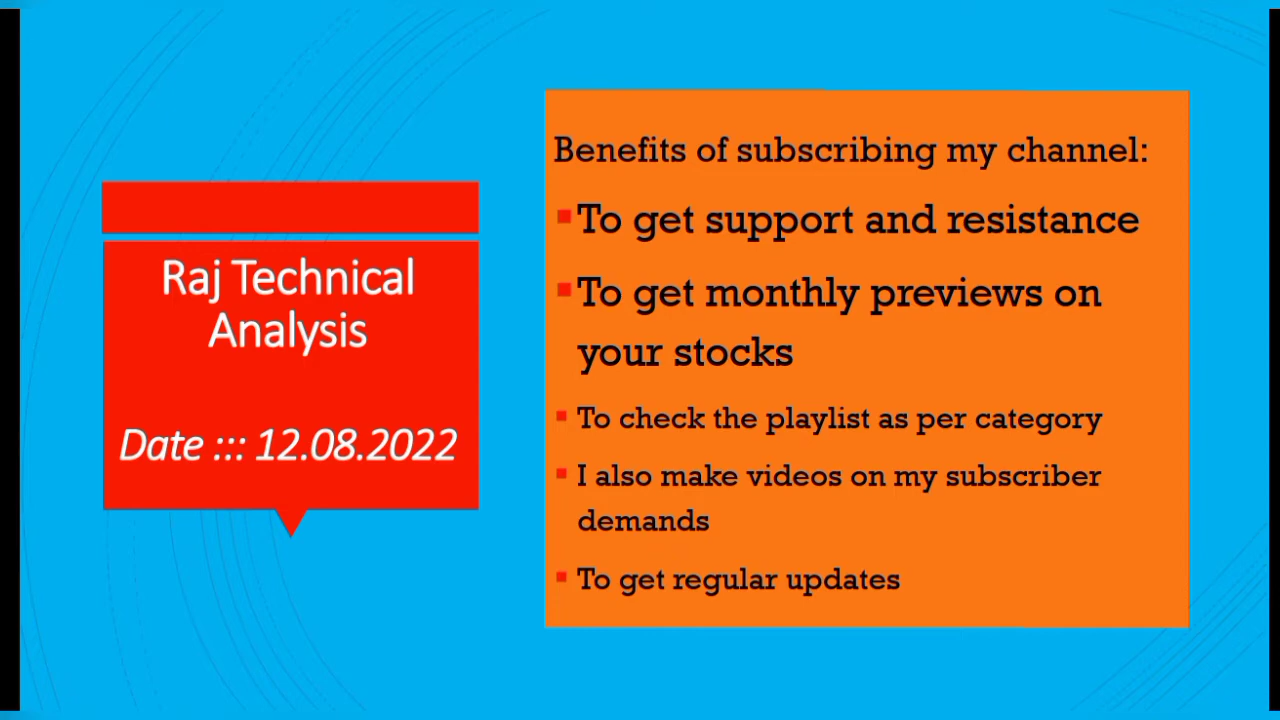 Raj Technical
Analysis
Date ::: 12.08.2022
Benefits of subscribing my channel:
To get support and resistance
To get monthly previews on
your stocks
To check the playlist as per category
I also make videos on my subscriber
demands
To get regular updates